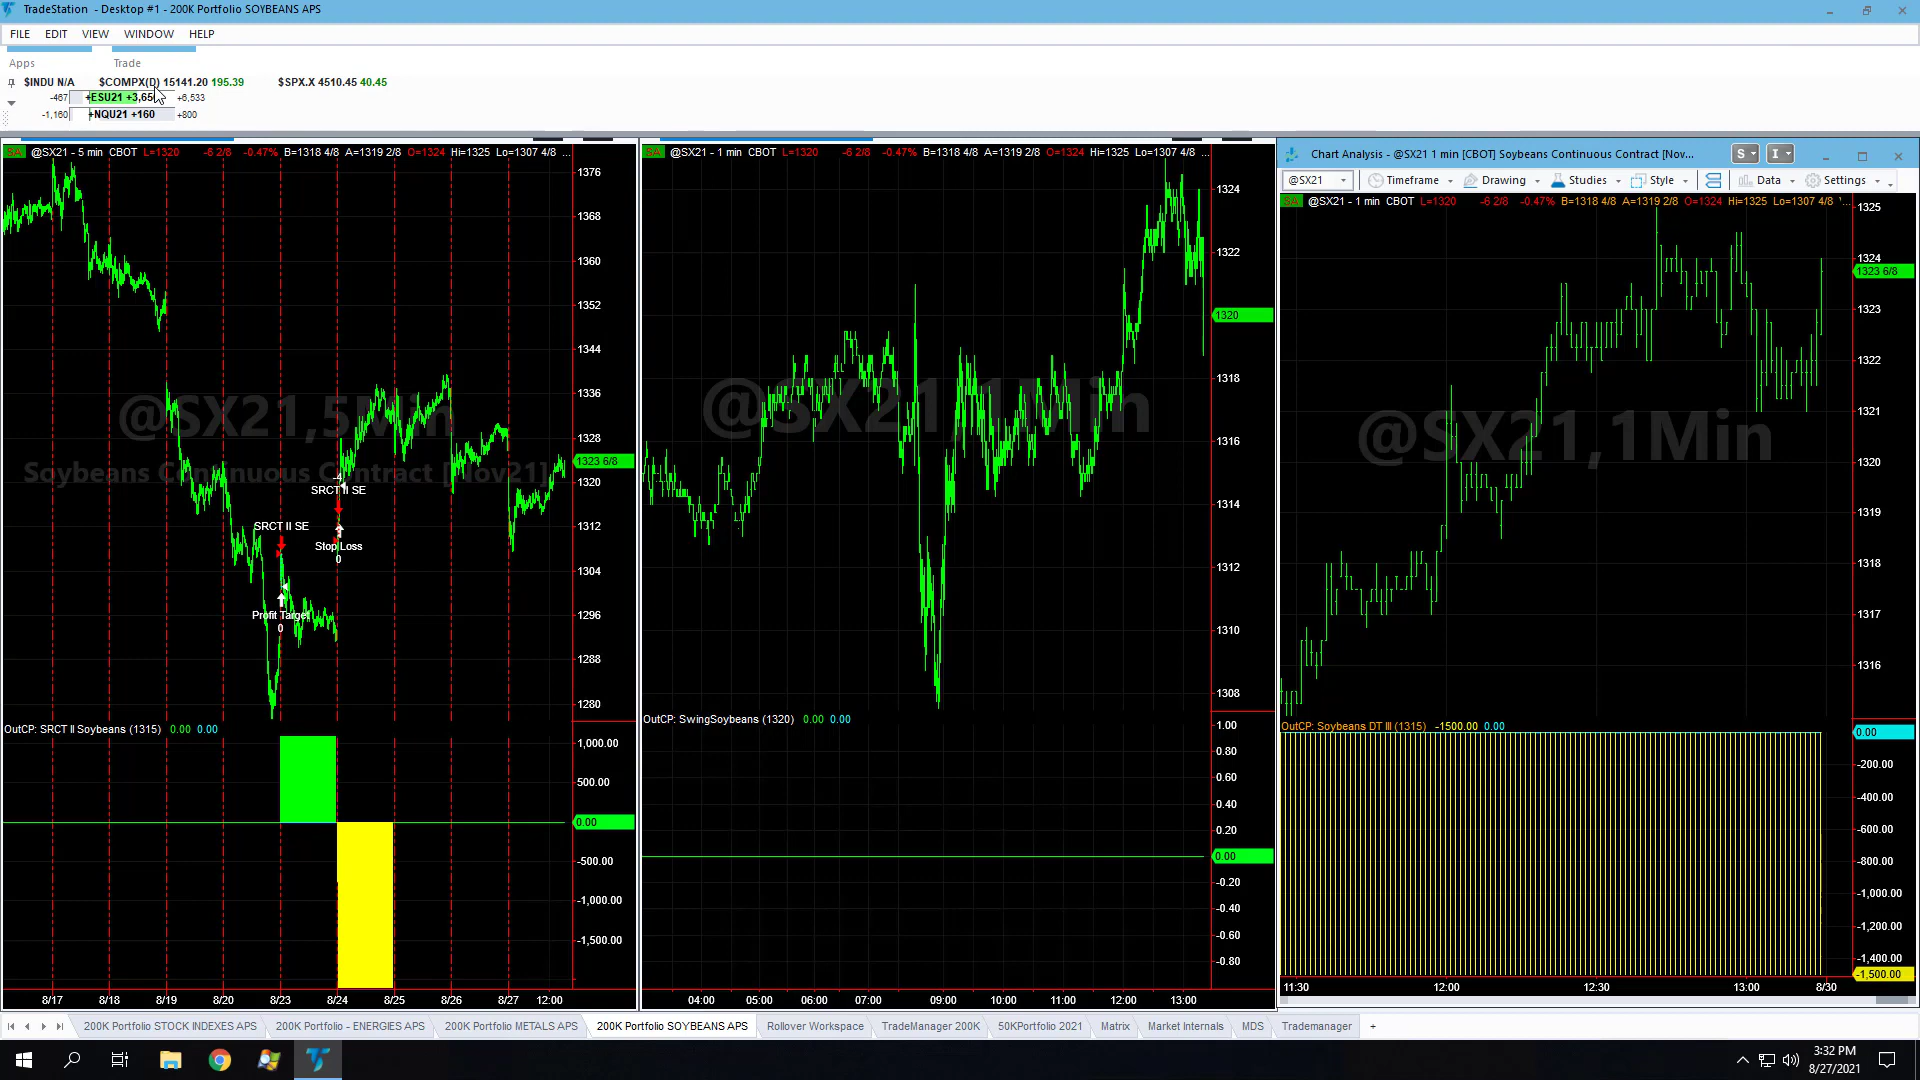 TradeStation - Desktop #1 - 200K Portfolio SOYBEANS APS
FILE EDIT VIEW WINDOW HELP
Apps Trade
$INDU N/A $COMPX(D) 15141.20 195.39 $SPX.X 4510.45 40.45
-467 +ESU21 +3,65 +6,533
-1,160 +NQU21 +160 +800
SA @SX21 - 5 min CBOT L=1320 -6 2/8 -0.47% B=1318 4/8 A=1319 2/8 O=1324 Hi=1325 Lo=1307 4/8 ...
1376
1368
1360
1352
1344
1336
1328
1323 6/8
1320
1312
1304
1296
1288
1280
@SX21,5Min
Soybeans Continuous Contract [Nov21]
-4
SRCT II SE
SRCT II SE
Stop Loss
0
Profit Target
0
OutCP: SRCT II Soybeans (1315) 0.00 0.00
1,000.00
500.00
0.00
-500.00
-1,000.00
-1,500.00
8/17 8/18 8/19 8/20 8/23 8/24 8/25 8/26 8/27 12:00
SA @SX21 - 1 min CBOT L=1320 -6 2/8 -0.47% B=1318 4/8 A=1319 2/8 O=1324 Hi=1325 Lo=1307 4/8 ...
1324
1322
1320
1318
1316
1314
1312
1310
1308
@SX21,1Min
OutCP: SwingSoybeans (1320) 0.00 0.00
1.00
0.80
0.60
0.40
0.20
0.00
-0.20
-0.40
-0.60
-0.80
04:00 05:00 06:00 07:00 09:00 10:00 11:00 12:00 13:00
Chart Analysis - @SX21 1 min [CBOT] Soybeans Continuous Contract [Nov... S I
@SX21 Timeframe Drawing Studies Style Data Settings
SA @SX21 - 1 min CBOT L=1320 -6 2/8 -0.47% B=1318 4/8 A=1319 2/8 O=1324 Hi=1325 Lo=1307 4/8 ...
1325
1324
1323 6/8
1323
1322
1321
1320
1319
1318
1317
1316
@SX21,1Min
OutCP: Soybeans DT III (1315) -1500.00 0.00
0.00
-200.00
-400.00
-600.00
-800.00
-1,000.00
-1,200.00
-1,400.00
-1,500.00
11:30 12:00 12:30 13:00 8/30
200K Portfolio STOCK INDEXES APS 200K Portfolio - ENERGIES APS 200K Portfolio METALS APS 200K Portfolio SOYBEANS APS Rollover Workspace TradeManager 200K 50KPortfolio 2021 Matrix Market Internals MDS Trademanager +
3:32 PM
8/27/2021